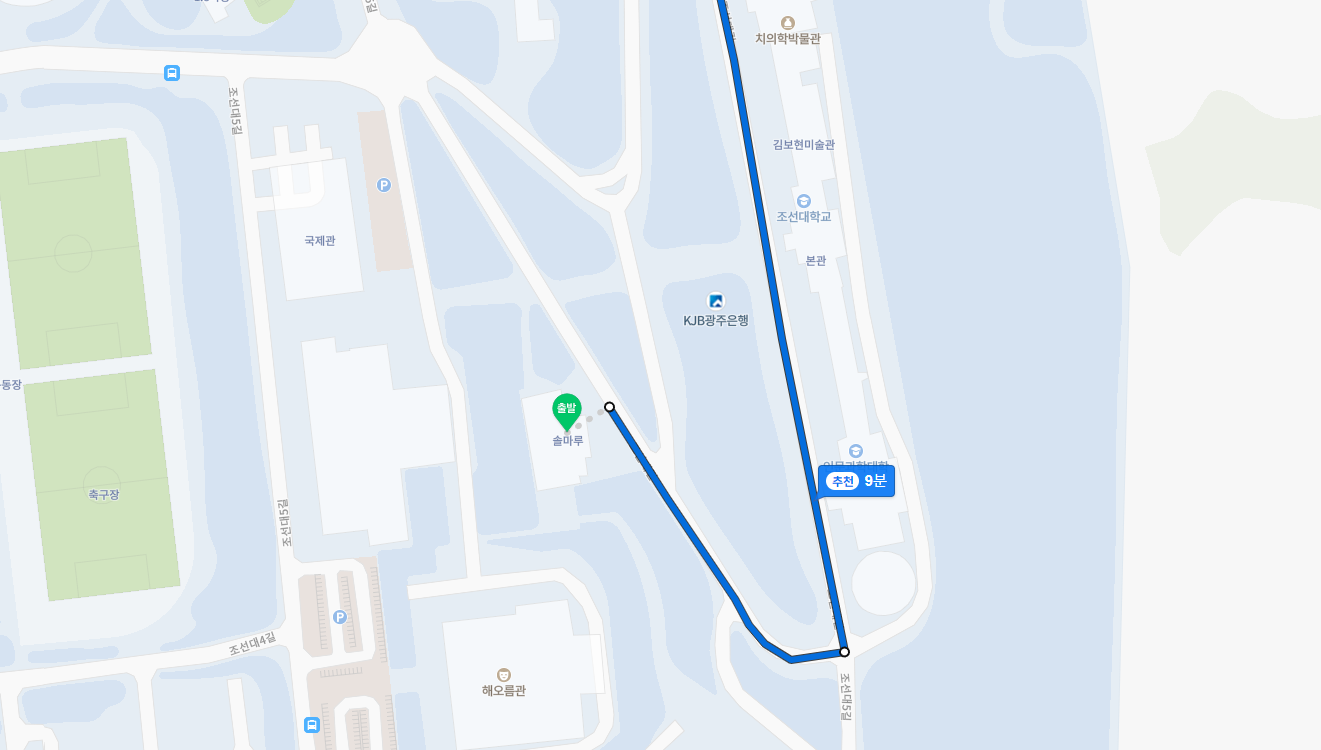 치의학박물관
조선대5길
김보현미술관
P
조선대학교
국제관
본관
KJB광주은행
동장
출발
솔마루
추천 9분
축구장
조선대5길
P
조선대4길
해오름관
조선대5길